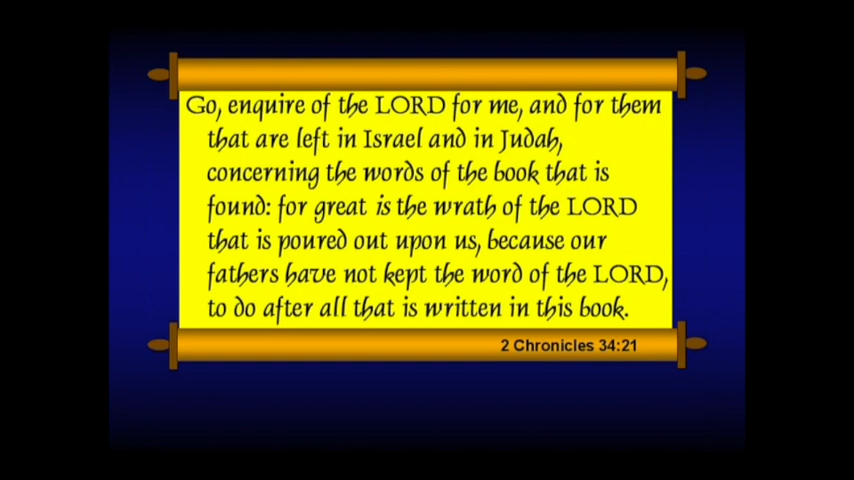 Go, enquire of the LORD for me, and for them
that are left in Israel and in Judah,
concerning the words of the book that is
found: for great is the wrath of the LORD
that is poured out upon us, because our
fathers have not kept the word of the LORD,
to do after all that is written in this book.
2 Chronicles 34:21